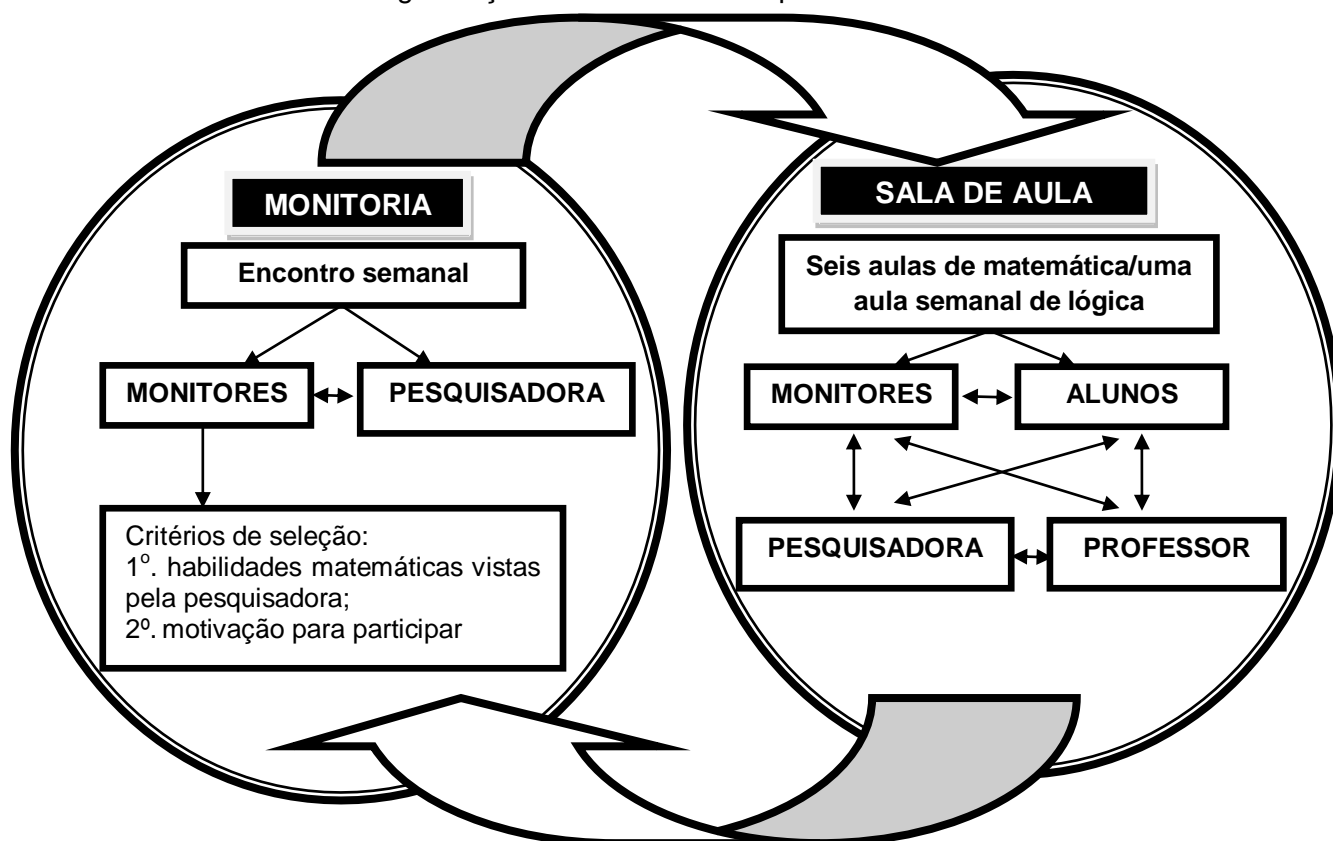 MONITORIA
Encontro semanal
MONITORES
PESQUISADORA
Critérios de seleção:
1º. habilidades matemáticas vistas
pela pesquisadora;
2º. motivação para participar
SALA DE AULA
Seis aulas de matemática/uma
aula semanal de lógica
MONITORES
ALUNOS
PESQUISADORA
PROFESSOR